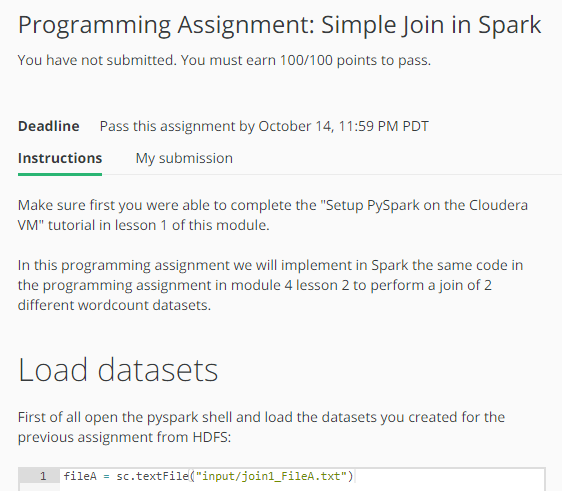 Programming Assignment: Simple Join in Spark
You have not submitted. You must earn 100/100 points to pass.
Deadline Pass this assignment by October 14, 11:59 PM PDT
Instructions My submission
Make sure first you were able to complete the "Setup PySpark on the Cloudera
VM" tutorial in lesson 1 of this module.
In this programming assignment we will implement in Spark the same code in
the programming assignment in module 4 lesson 2 to perform a join of 2
different wordcount datasets.
Load datasets
First of all open the pyspark shell and load the datasets you created for the
previous assignment from HDFS:
1 fileA = sc.textFile("input/join1_FileA.txt")